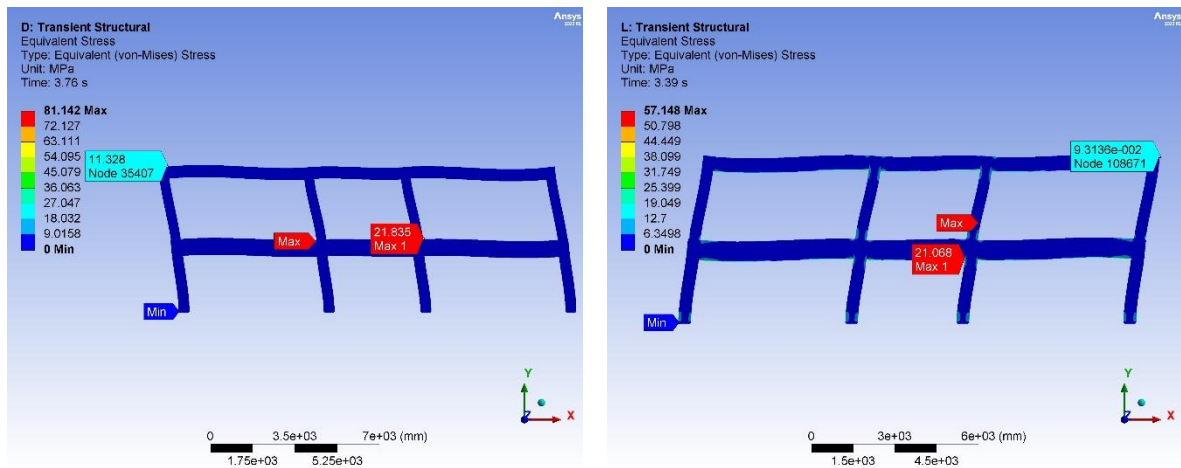 Ansys
2022 R1
D: Transient Structural
Equivalent Stress
Type: Equivalent (von-Mises) Stress
Unit: MPa
Time: 3.76 s
81.142 Max
72.127
63.111
54.095
45.079
36.063
27.047
18.032
9.0158
0 Min
11.328
Node 35407
Max
21.835
Max 1
Min
Y
Z
X
0
3.5e+03
7e+03 (mm)
1.75e+03
5.25e+03
Ansys
2022 R1
L: Transient Structural
Equivalent Stress
Type: Equivalent (von-Mises) Stress
Unit: MPa
Time: 3.39 s
57.148 Max
50.798
44.449
38.099
31.749
25.399
19.049
12.7
6.3498
0 Min
9.3136e-002
Node 108671
Max
21.068
Max 1
Min
Y
Z
X
0
3e+03
6e+03 (mm)
1.5e+03
4.5e+03